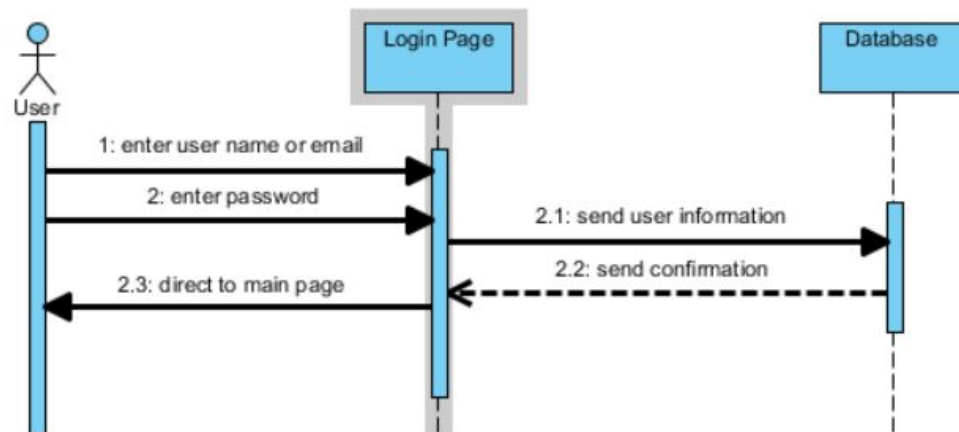 Login Page
Database
User
1: enter user name or email
2: enter password
2.1: send user information
2.2: send confirmation
2.3: direct to main page